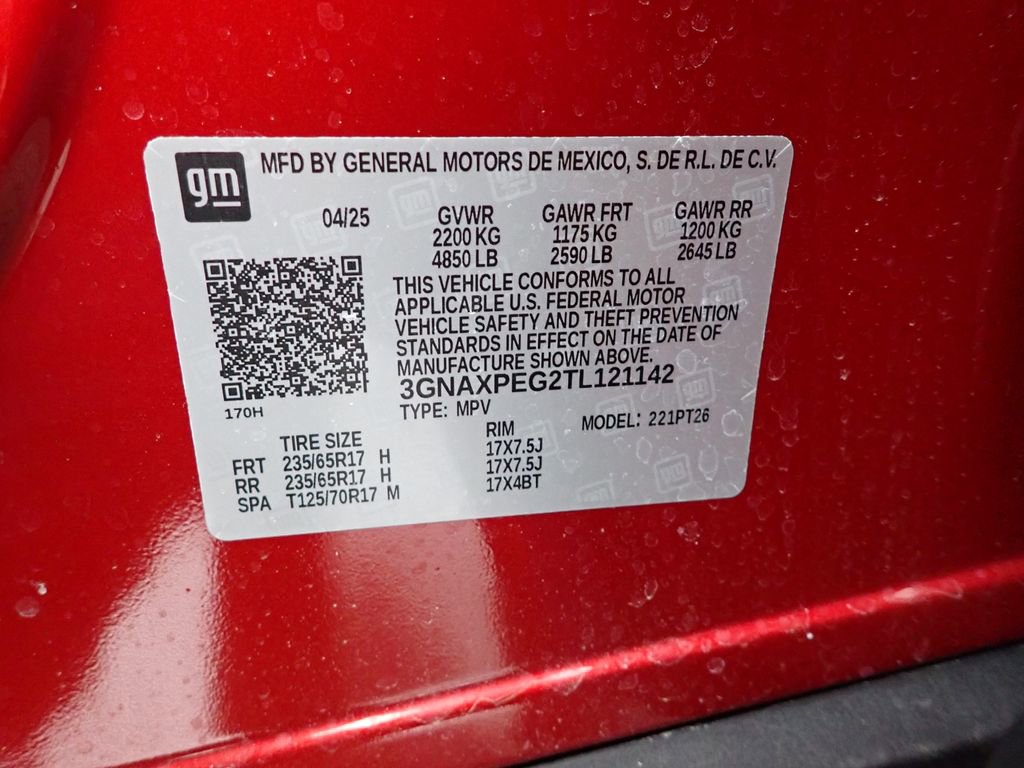 gm
MFD BY GENERAL MOTORS DE MEXICO, S. DE R.L. DE C.V.
04/25 GVWR GAWR FRT GAWR RR
2200 KG 1175 KG 1200 KG
4850 LB 2590 LB 2645 LB
THIS VEHICLE CONFORMS TO ALL
APPLICABLE U.S. FEDERAL MOTOR
VEHICLE SAFETY AND THEFT PREVENTION
STANDARDS IN EFFECT ON THE DATE OF
MANUFACTURE SHOWN ABOVE.
3GNAXPEG2TL121142
170H
TYPE: MPV MODEL: 221PT26
TIRE SIZE RIM
FRT 235/65R17 H 17X7.5J
RR 235/65R17 H 17X7.5J
SPA T125/70R17 M 17X4BT